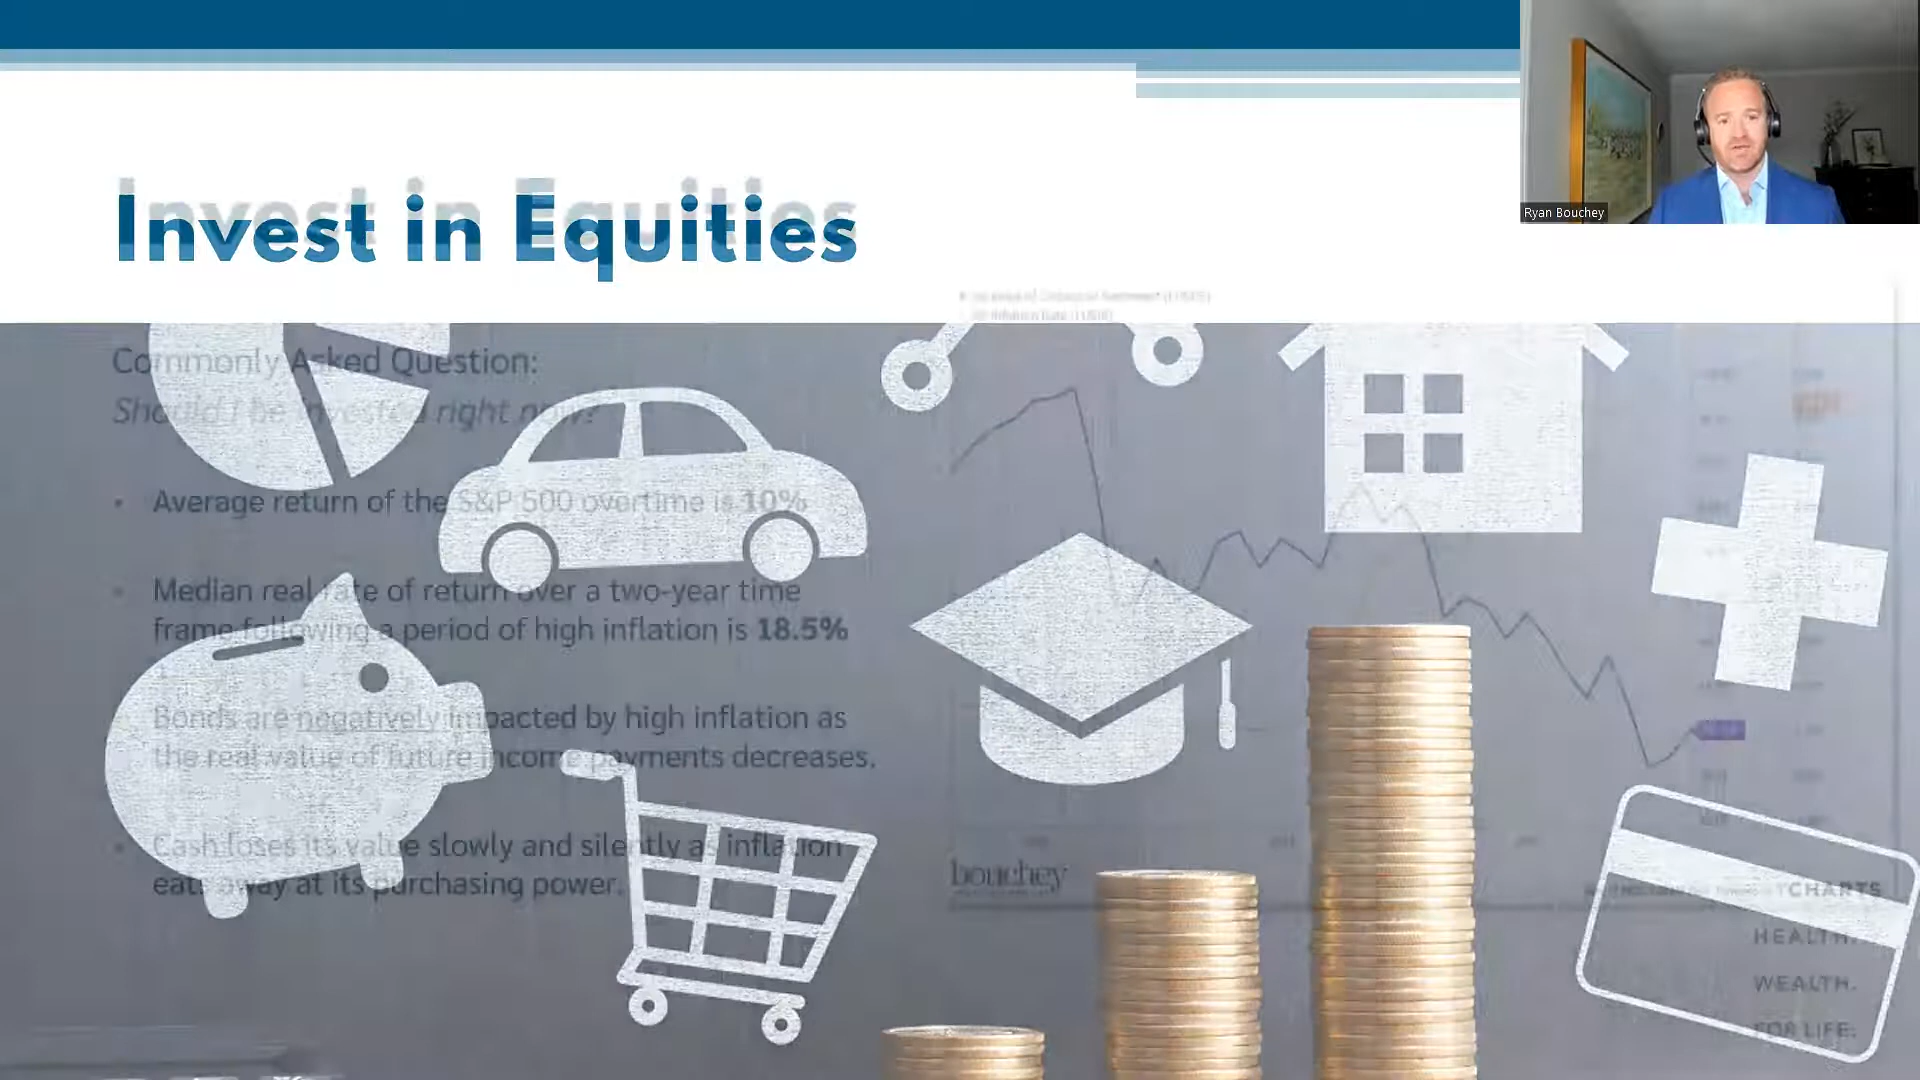 Ryan Bouchey
Invest in Equities
Commonly Asked Question:
Should I be invested right now?
• Average return of the S&P 500 overtime is 10%
• Median real rate of return over a two-year time
frame following a period of high inflation is 18.5%
Bonds are negatively impacted by high inflation as
the real value of future income payments decreases.
• Cash loses its value slowly and silently as inflation
eats away at its purchasing power.
bouchey
YCHARTS
HEALTH.
WEALTH.
FOR LIFE.